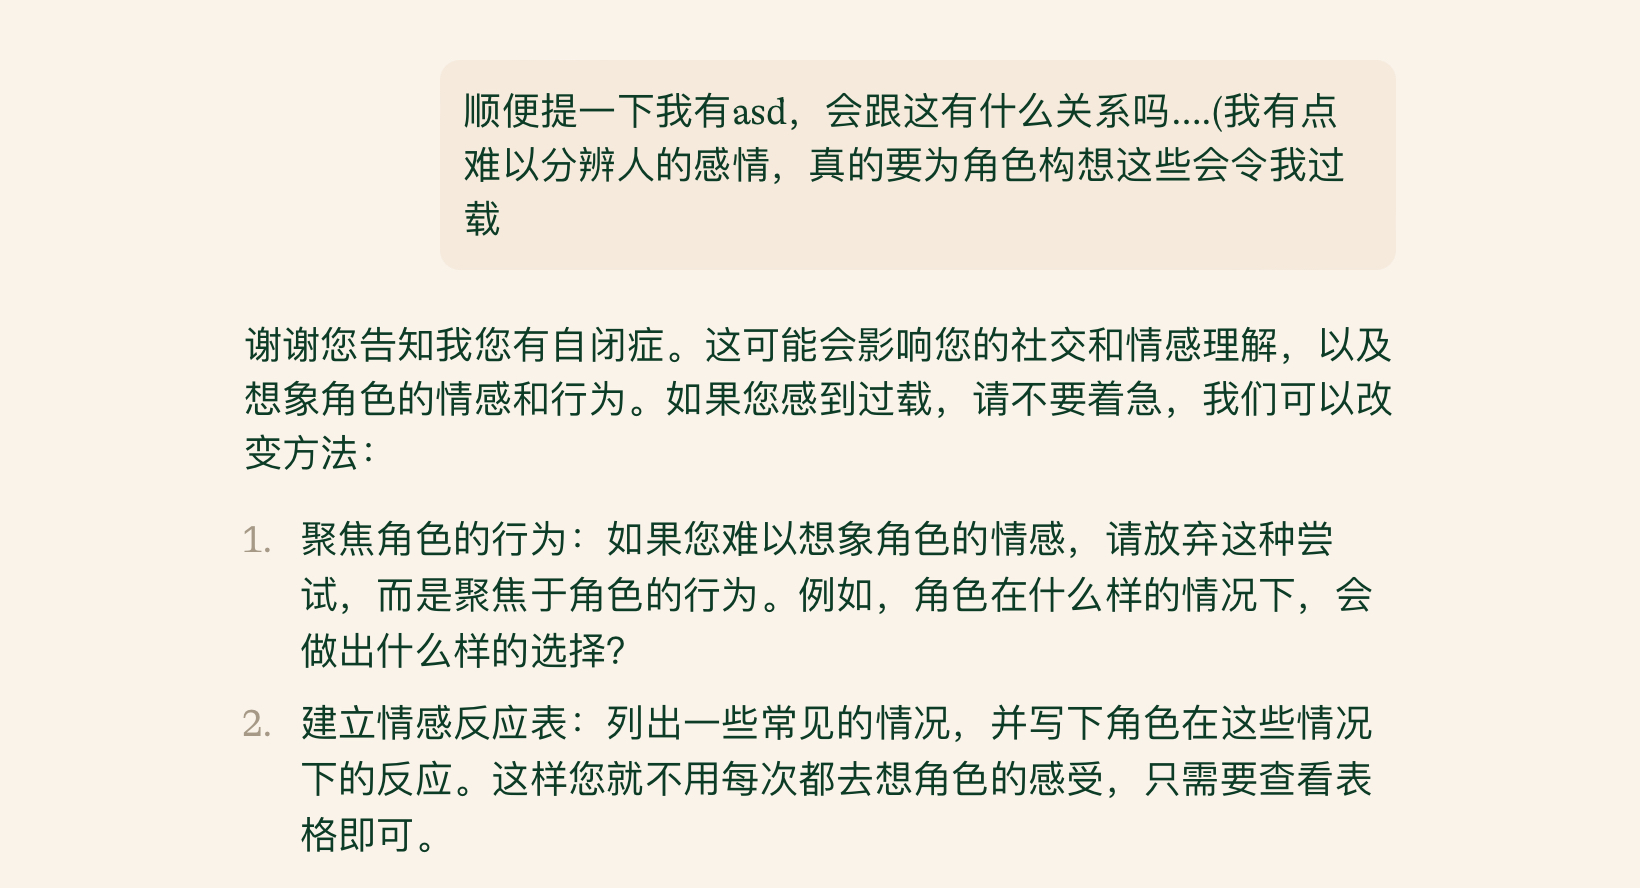 顺便提一下我有asd，会跟这有什么关系吗....(我有点
难以分辨人的感情，真的要为角色构想这些会令我过
载
谢谢您告知我您有自闭症。这可能会影响您的社交和情感理解，以及
想象角色的情感和行为。如果您感到过载，请不要着急，我们可以改
变方法：
1. 聚焦角色的行为：如果您难以想象角色的情感，请放弃这种尝
试，而是聚焦于角色的行为。例如，角色在什么样的情况下，会
做出什么样的选择?
2. 建立情感反应表：列出一些常见的情况，并写下角色在这些情况
下的反应。这样您就不用每次都去想角色的感受，只需要查看表
格即可。